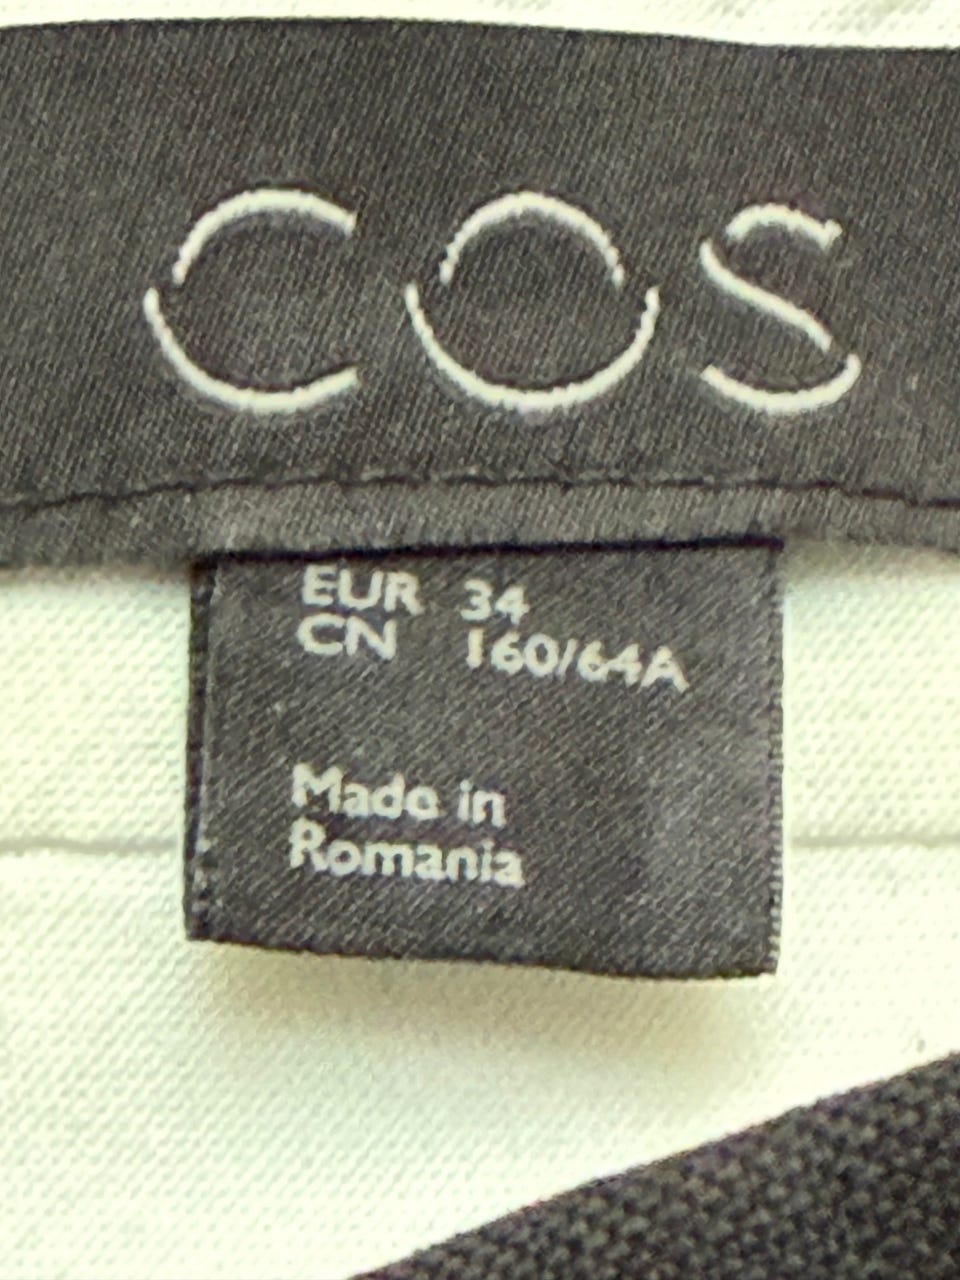 COS
EUR 34
CN 160/64A
Made in
Romania